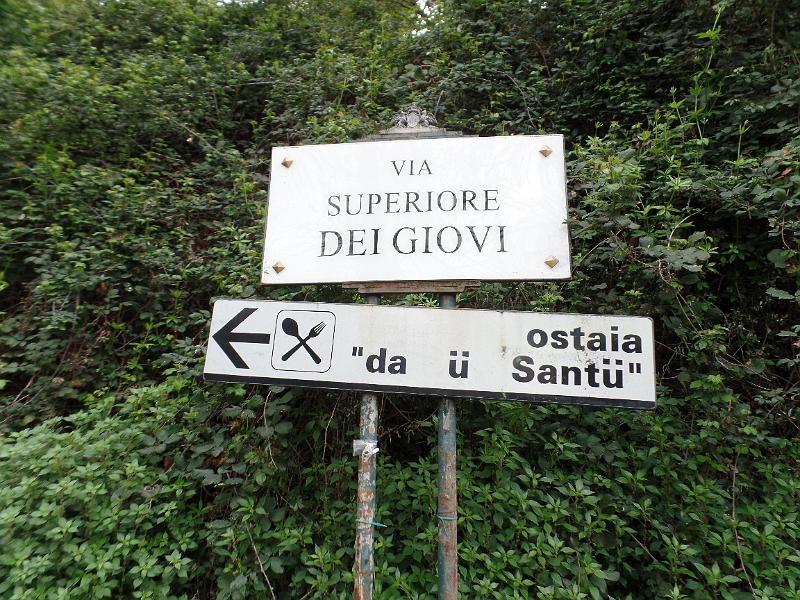 VIA
SUPERIORE
DEI GIOVI
ostaia
"da ü Santü"